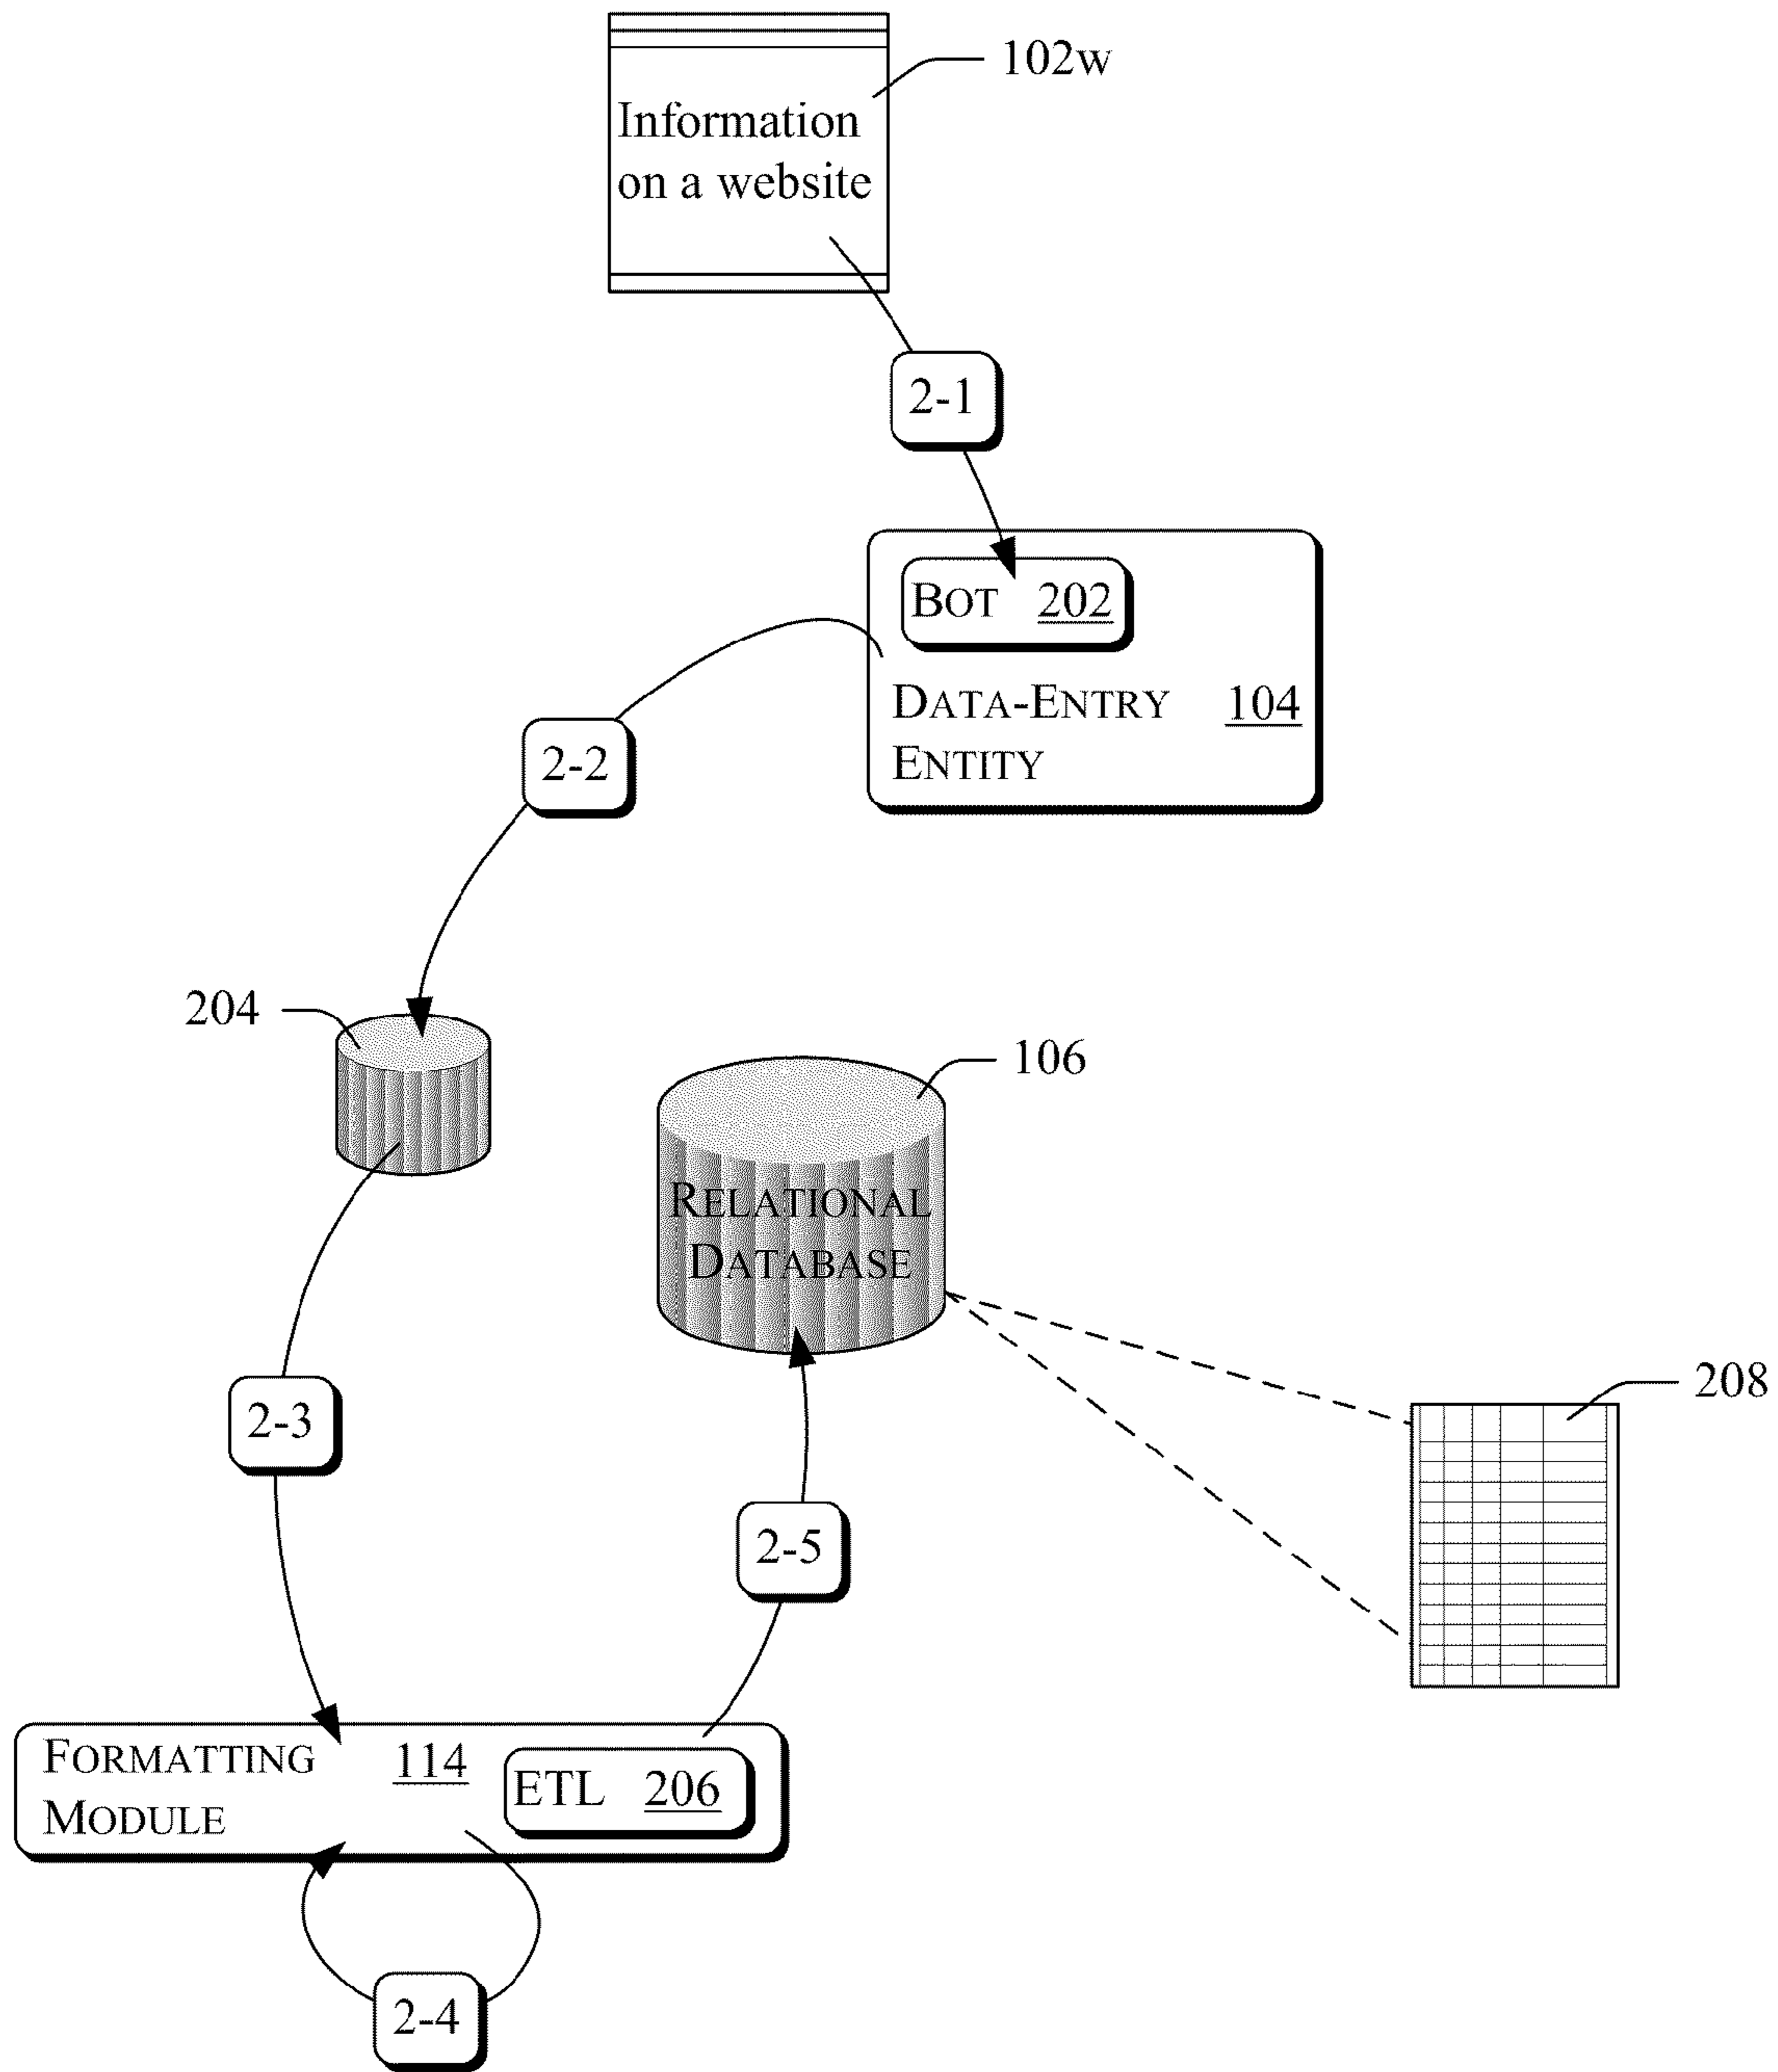 102w
Information
on a website
2-1
BOT 202
DATA-ENTRY 104
ENTITY
2-2
204
106
RELATIONAL
DATABASE
208
2-3
2-5
FORMATTING 114
MODULE
ETL 206
2-4